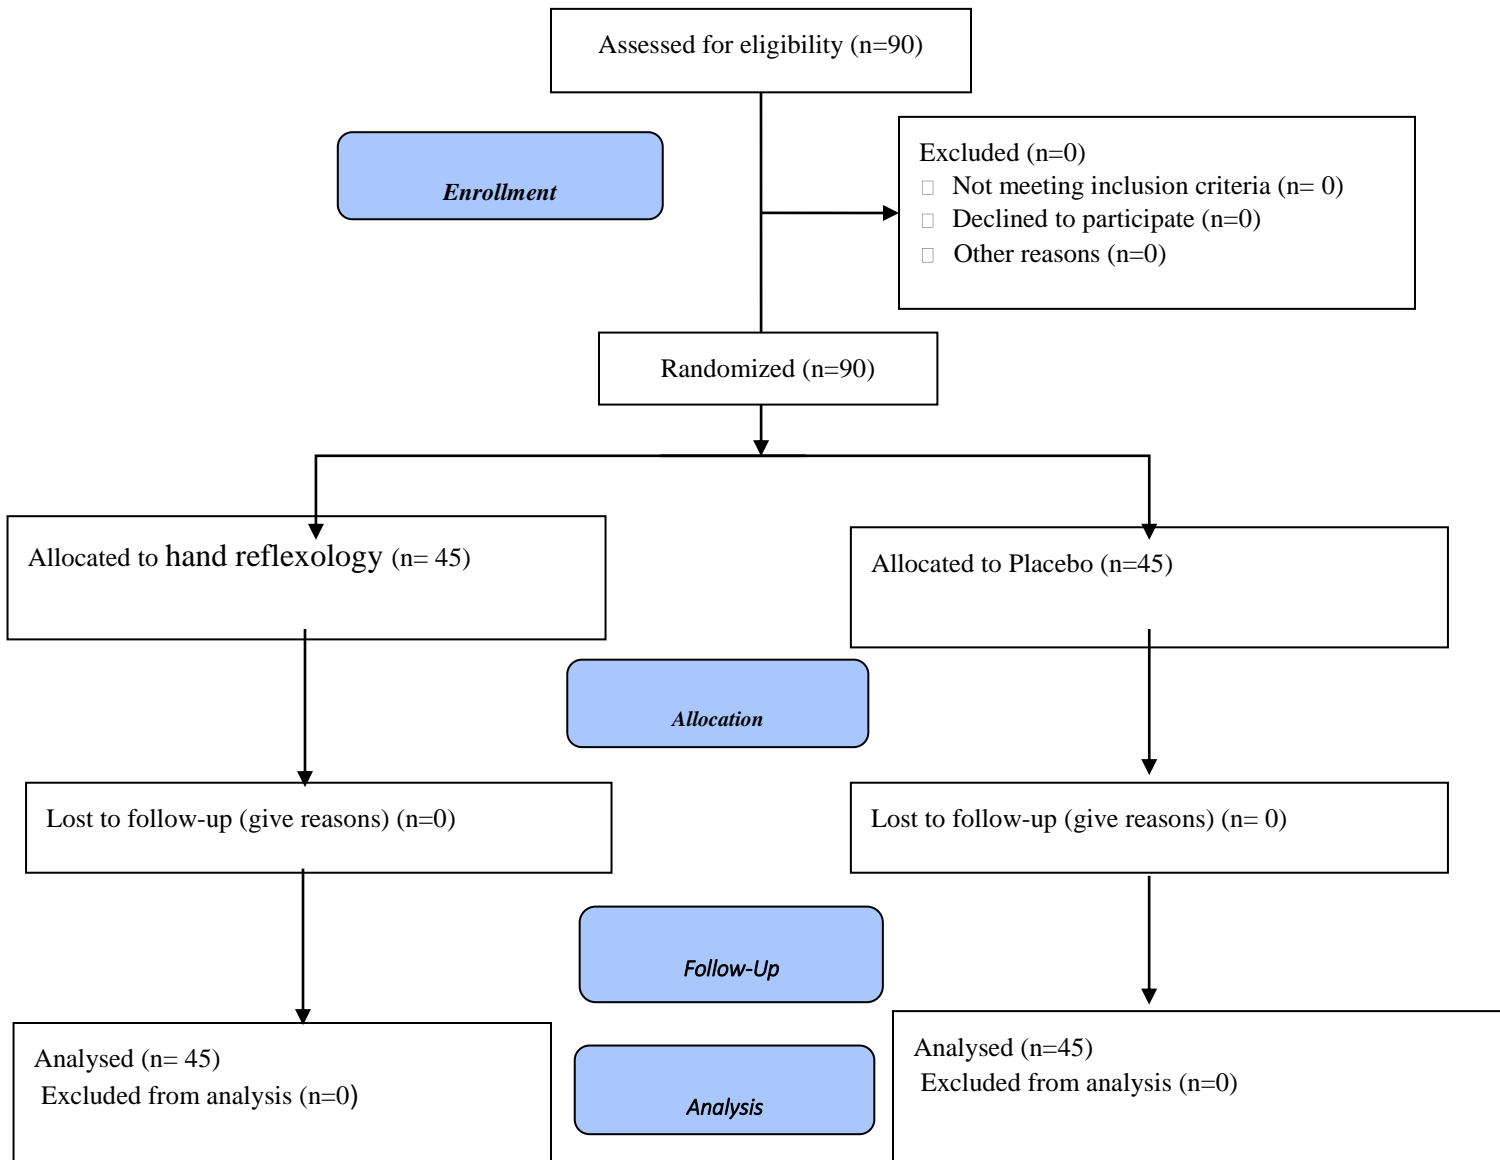 Assessed for eligibility (n=90)
Enrollment
Excluded (n=0)
Not meeting inclusion criteria (n= 0)
Declined to participate (n=0)
Other reasons (n=0)
Randomized (n=90)
Allocated to hand reflexology (n= 45)
Allocated to Placebo (n=45)
Allocation
Lost to follow-up (give reasons) (n=0)
Lost to follow-up (give reasons) (n= 0)
Follow-Up
Analysed (n= 45)
Excluded from analysis (n=0)
Analysis
Analysed (n=45)
Excluded from analysis (n=0)